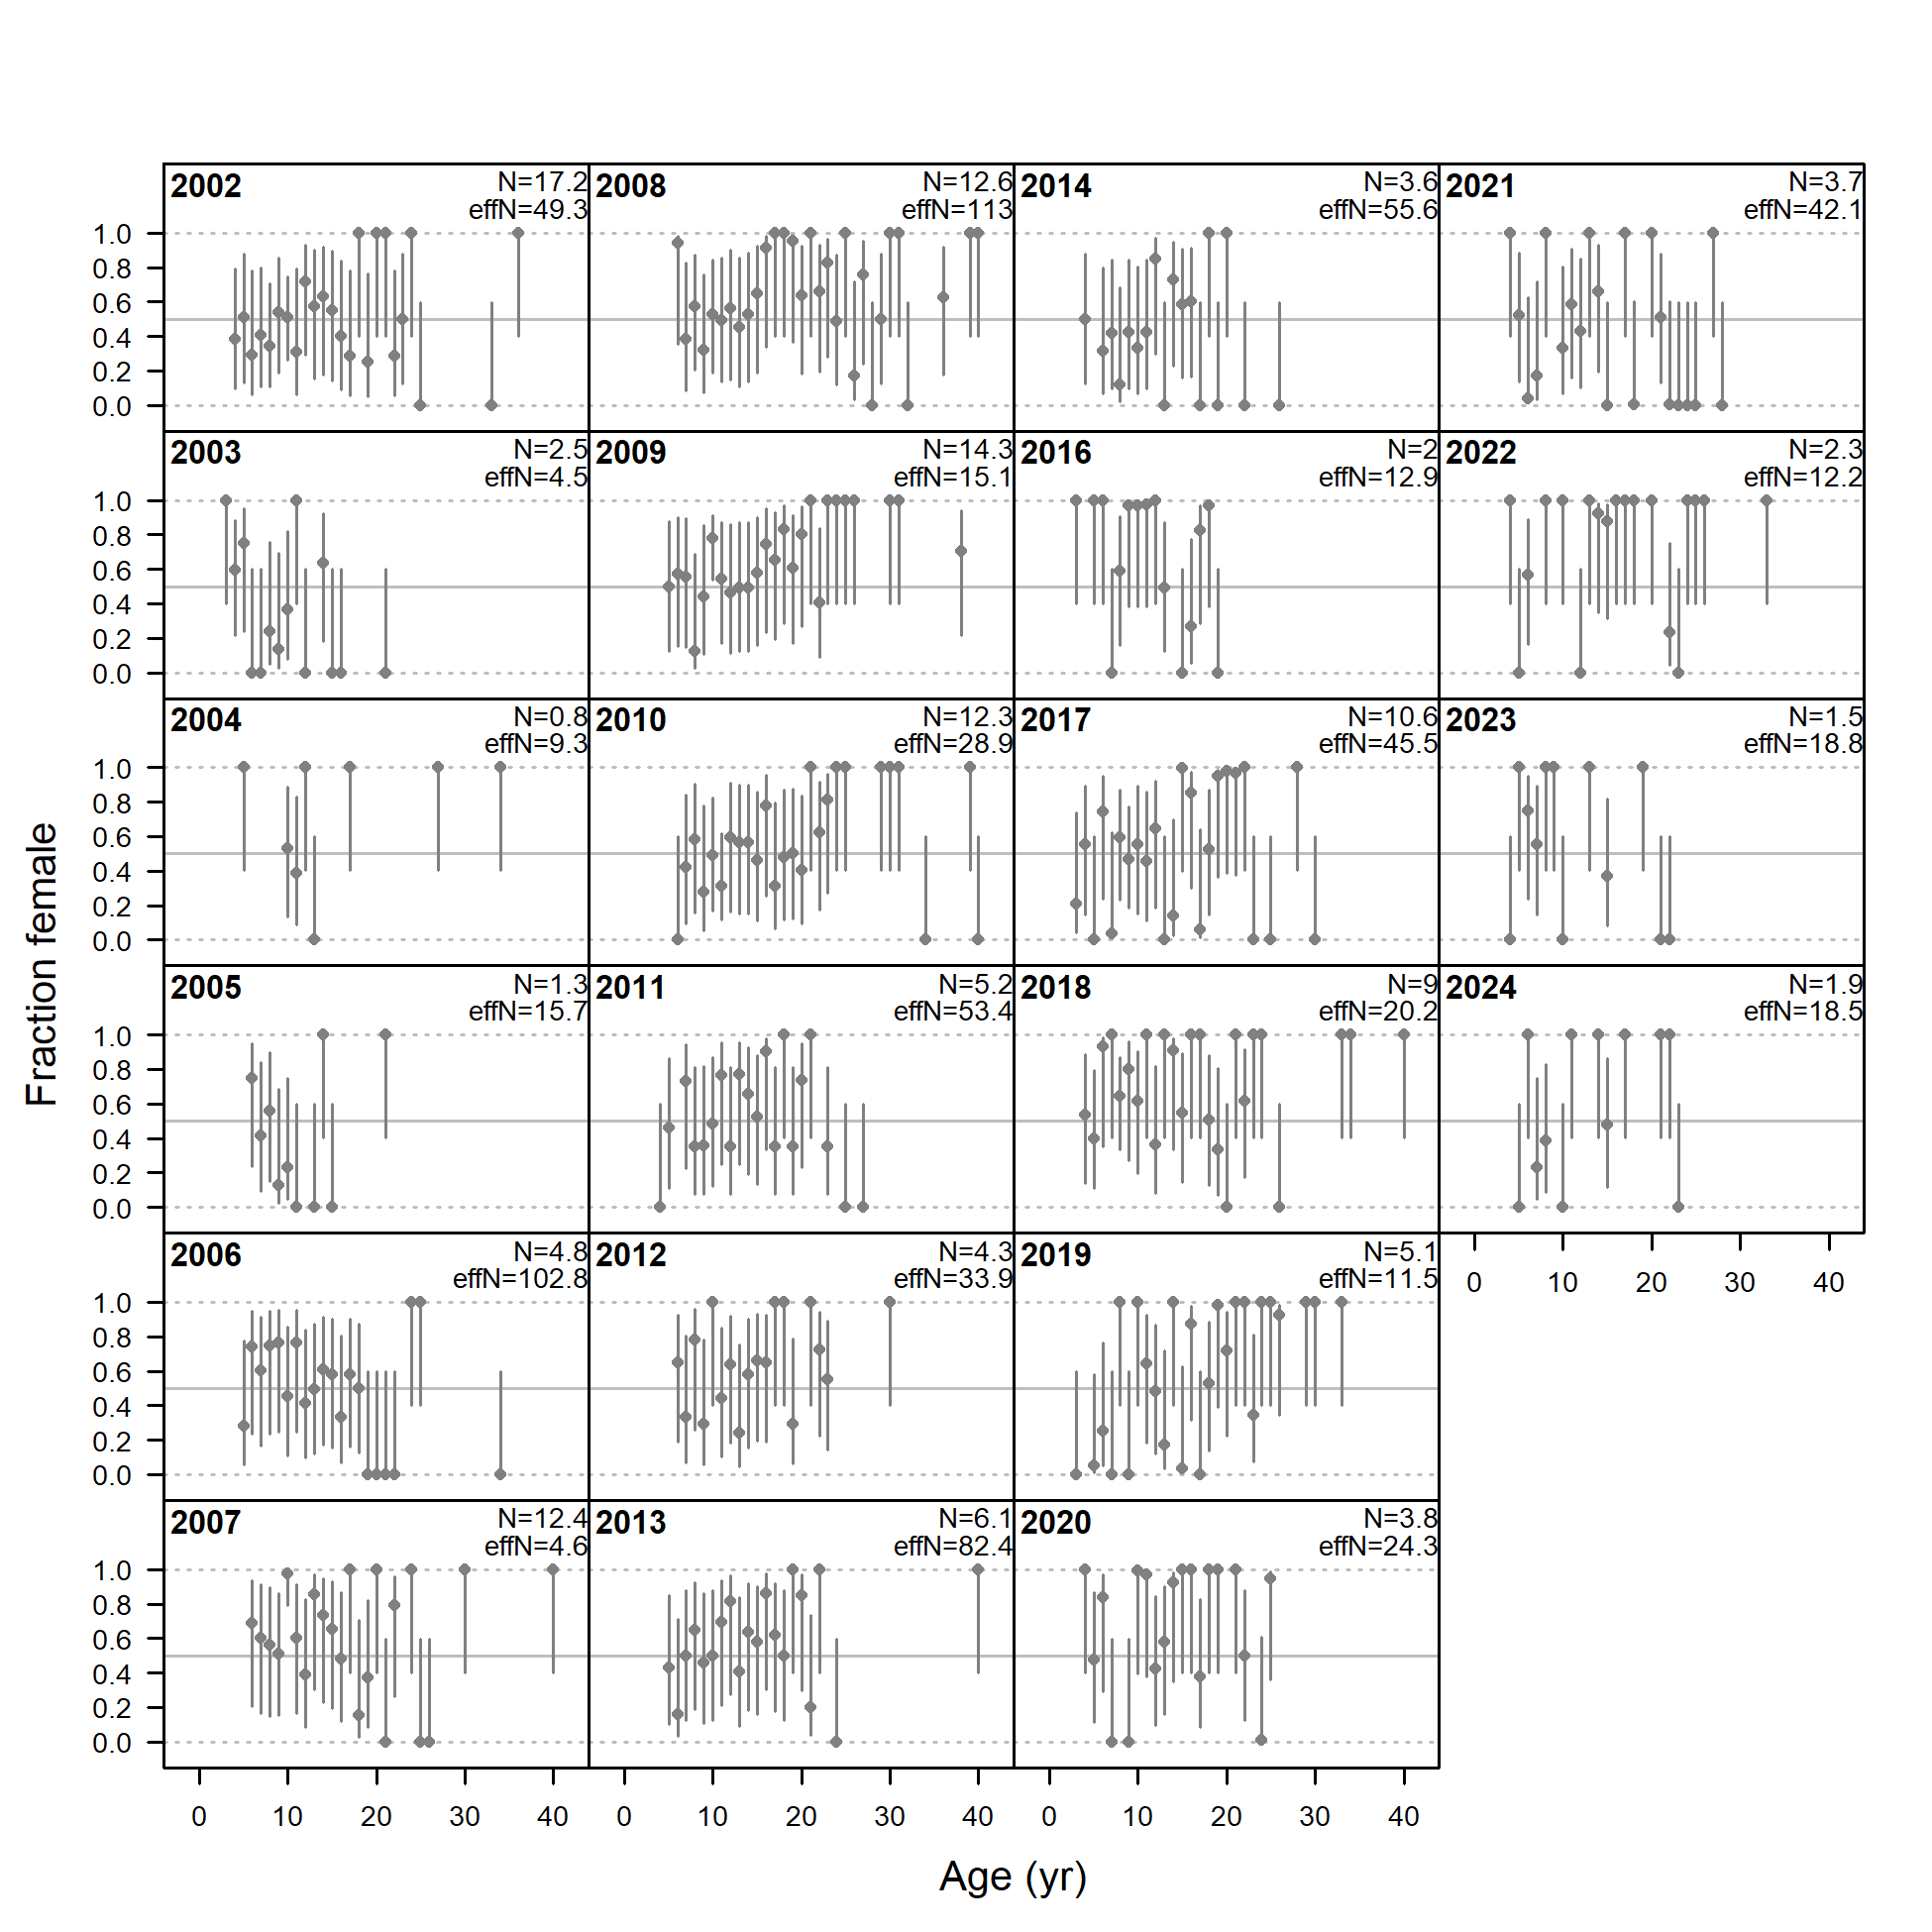 2002 N=17.2
effN=49.3
2008 N=12.6
effN=113
2014 N=3.6
effN=55.6
2021 N=3.7
effN=42.1
1.0
0.8
0.6
0.4
0.2
0.0
2003 N=2.5
effN=4.5
2009 N=14.3
effN=15.1
2016 N=2
effN=12.9
2022 N=2.3
effN=12.2
1.0
0.8
0.6
0.4
0.2
0.0
2004 N=0.8
effN=9.3
2010 N=12.3
effN=28.9
2017 N=10.6
effN=45.5
2023 N=1.5
effN=18.8
1.0
0.8
0.6
0.4
0.2
0.0
2005 N=1.3
effN=15.7
2011 N=5.2
effN=53.4
2018 N=9
effN=20.2
2024 N=1.9
effN=18.5
1.0
0.8
0.6
0.4
0.2
0.0
2006 N=4.8
effN=102.8
2012 N=4.3
effN=33.9
2019 N=5.1
effN=11.5
0 10 20 30 40
1.0
0.8
0.6
0.4
0.2
0.0
2007 N=12.4
effN=4.6
2013 N=6.1
effN=82.4
2020 N=3.8
effN=24.3
1.0
0.8
0.6
0.4
0.2
0.0
0 10 20 30 40 0 10 20 30 40 0 10 20 30 40
Age (yr)
Fraction female